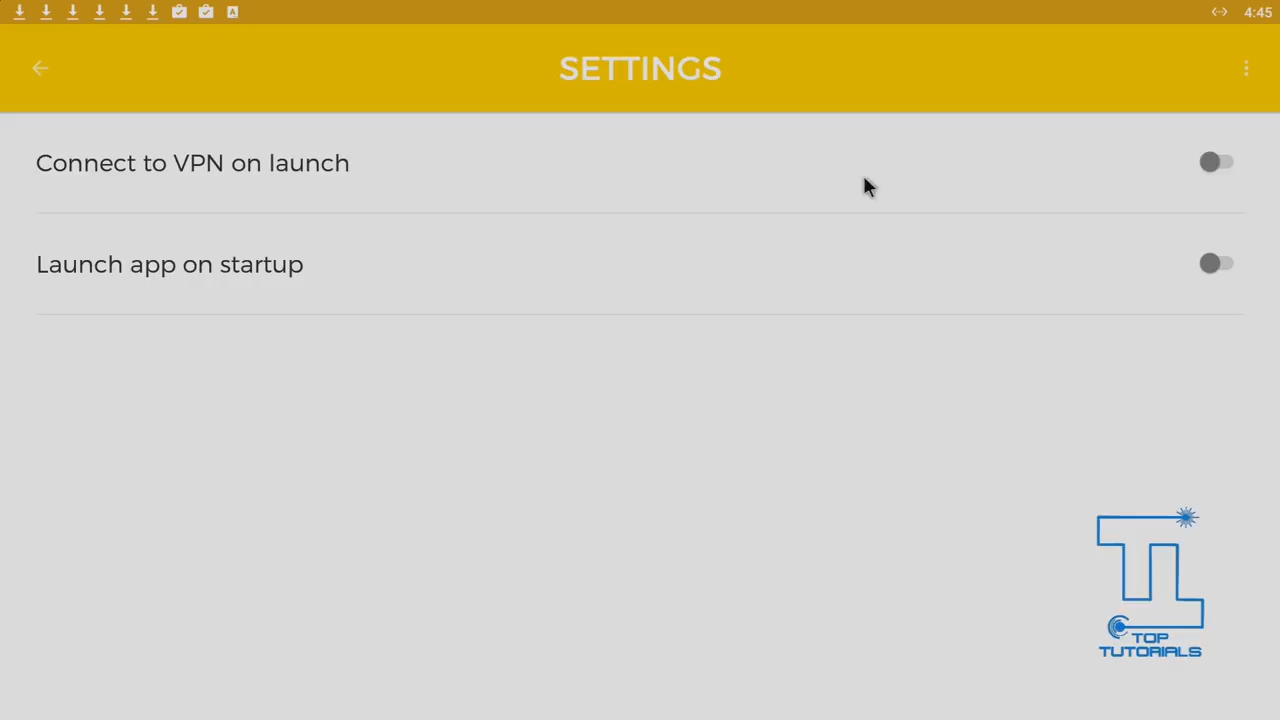 4:45
SETTINGS
Connect to VPN on launch
Launch app on startup
TOP
TUTORIALS